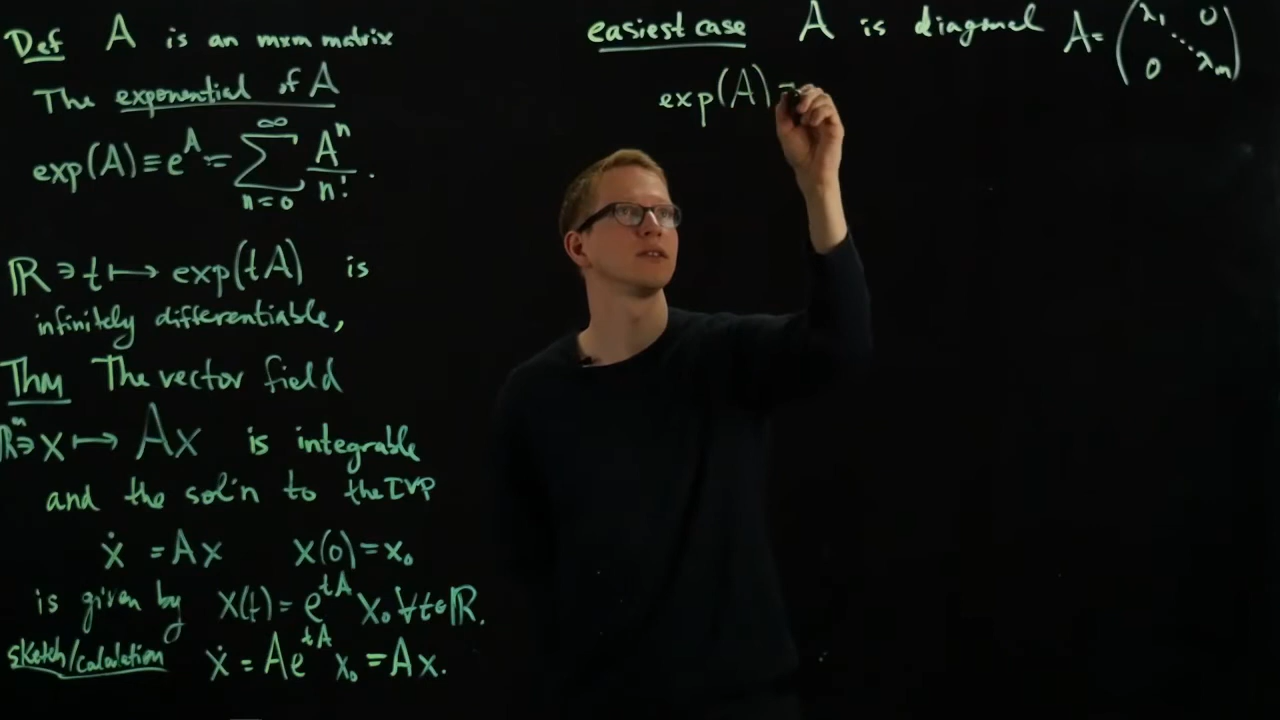 Def A is an mxm matrix
The exponential of A
exp(A) ≡ e^A = ∑_{n=0}^{∞} A^n / n! .
ℝ ∋ t ↦ exp(tA) is
infinitely differentiable,
Thm The vector field
ℝ^m ∋ x ↦ Ax is integrable
and the sol'n to the IVP
ẋ = Ax x(0) = x₀
is given by x(t) = e^{tA} x₀ ∀t∈ℝ.
sketch/calculation ẋ = Ae^{tA} x₀ = Ax.
easiest case A is diagonal A = (λ₁ 0 ⋱ 0 λₘ)
exp(A) =